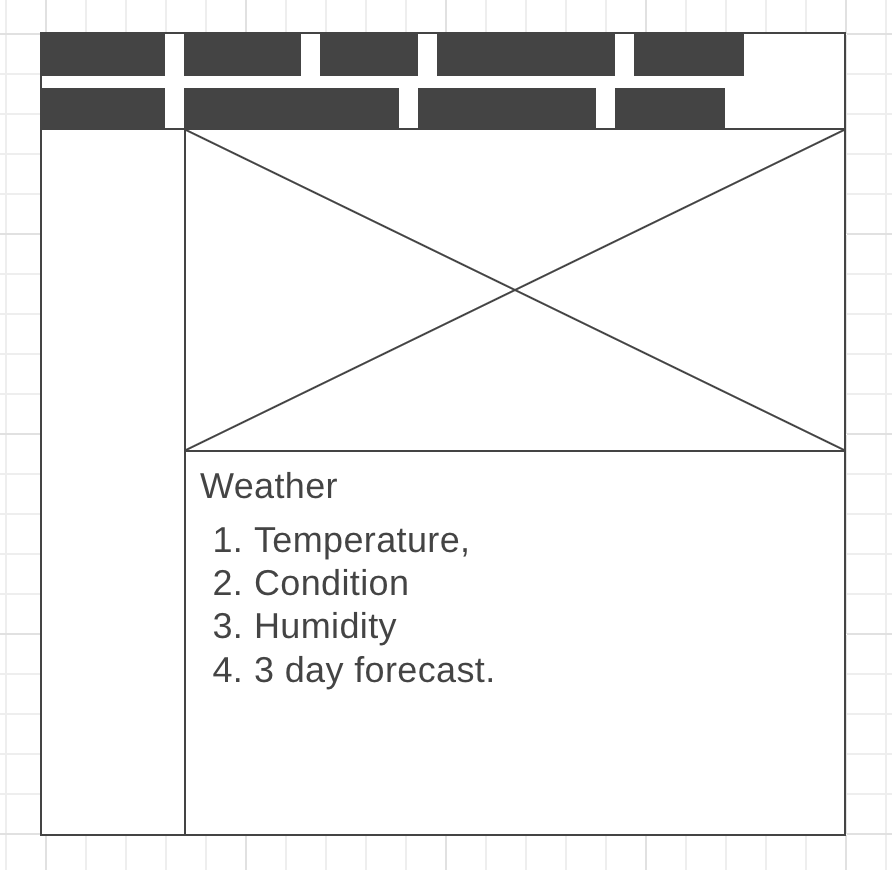 Weather
1. Temperature,
2. Condition
3. Humidity
4. 3 day forecast.